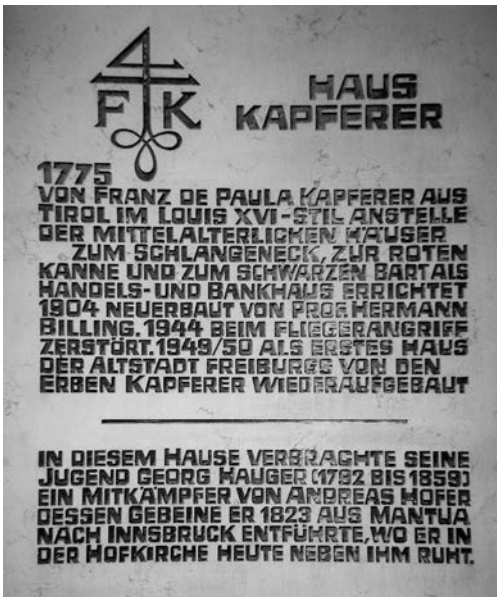 4
F K
HAUS
KAPFERER
1775
VON FRANZ DE PAULA KAPFERER AUS
TIROL IM LOUIS XVI-STIL ANSTELLE
DER MITTELALTERLICHEN HÄUSER
ZUM SCHLANGENECK, ZUR ROTEN
KANNE UND ZUM SCHWARZEN BART ALS
HANDELS-UND BANKHAUS ERRICHTET
1904 NEUERBAUT VON PROF. HERMANN
BILLING. 1944 BEIM FLIEGERANGRIFF
ZERSTÖRT. 1949/50 ALS ERSTES HAUS
DER ALTSTADT FREIBURGS VON DEN
ERBEN KAPFERER WIEDERAUFGEBAUT
IN DIESEM HAUSE VERBRACHTE SEINE
JUGEND GEORG HAUGER (1792 BIS 1859)
EIN MITKÄMPFER VON ANDREAS HOFER
DESSEN GEBEINE ER 1823 AUS MANTUA
NACH INNSBRUCK ENTFÜHRTE, WO ER IN
DER HOFKIRCHE HEUTE NEBEN IHM RUHT.